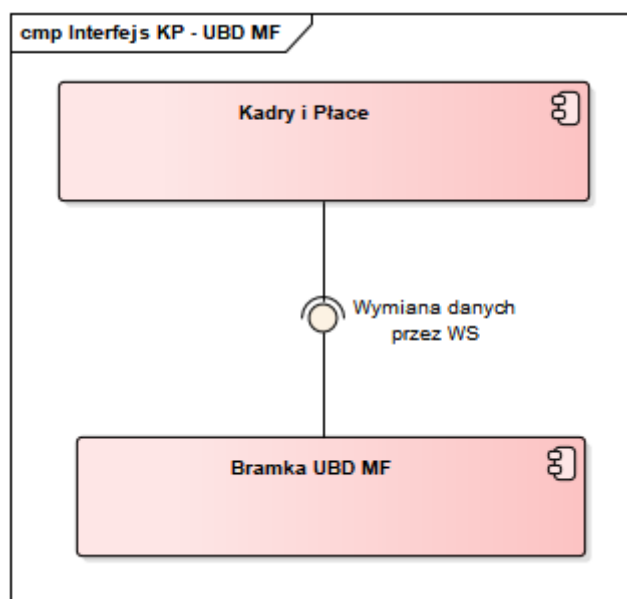 cmp Interfejs KP - UBD MF
Kadry i Płace
Wymiana danych
przez WS
Bramka UBD MF